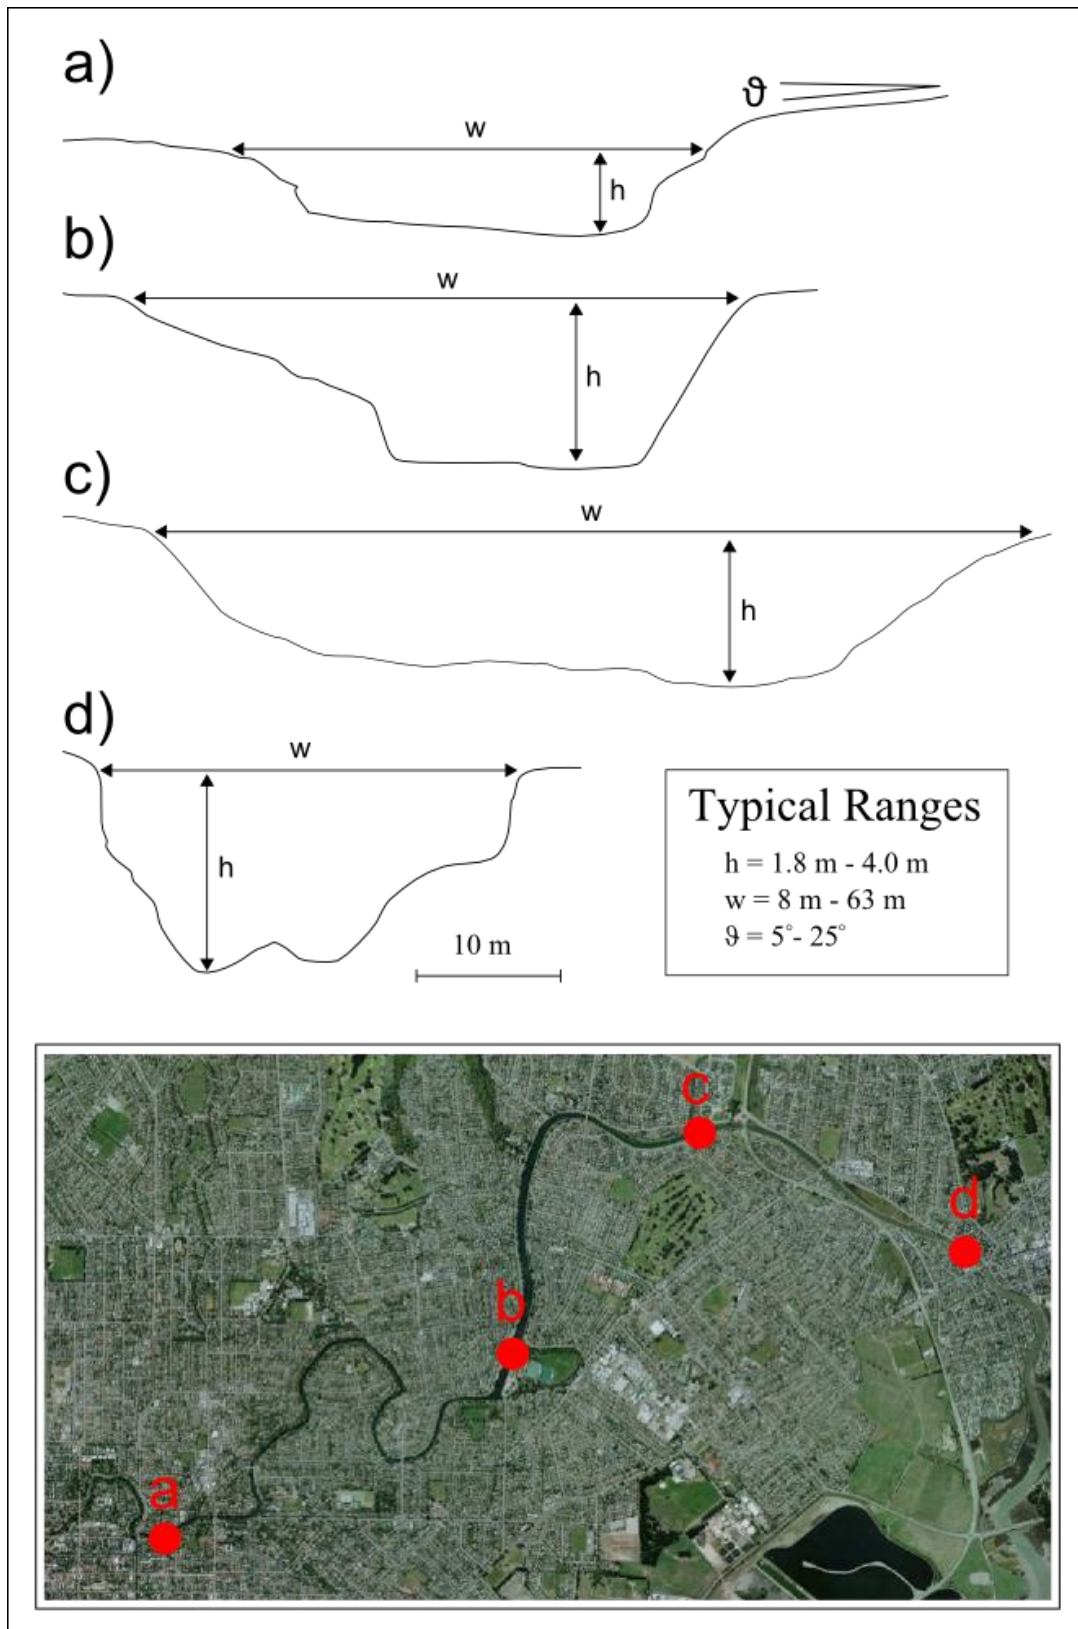 a)
ϑ
w
h
b)
w
h
c)
w
h
d)
w
h
10 m
Typical Ranges
h = 1.8 m - 4.0 m
w = 8 m - 63 m
ϑ = 5°- 25°
c
d
b
a